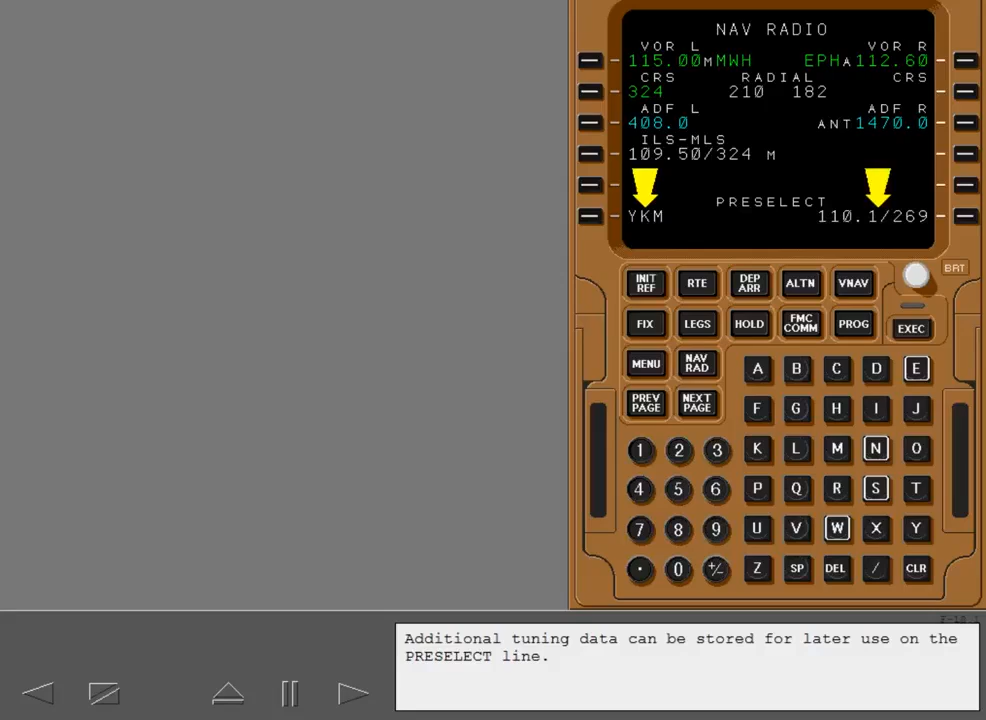 NAV RADIO
VOR L VOR R
115.00MMWH EPHA112.60
CRS RADIAL CRS
324 210 182
ADF L ADF R
408.0 ANT1470.0
ILS-MLS
109.50/324 M
PRESELECT
YKM 110.1/269
BRT
INIT REF RTE DEP ARR ALTN VNAV
FIX LEGS HOLD FMC COMM PROG EXEC
MENU NAV RAD
PREV PAGE NEXT PAGE
A B C D E
F G H I J
1 2 3 K L M N O
4 5 6 P Q R S T
7 8 9 U V W X Y
. 0 +/- Z SP DEL / CLR
Additional tuning data can be stored for later use on the
PRESELECT line.